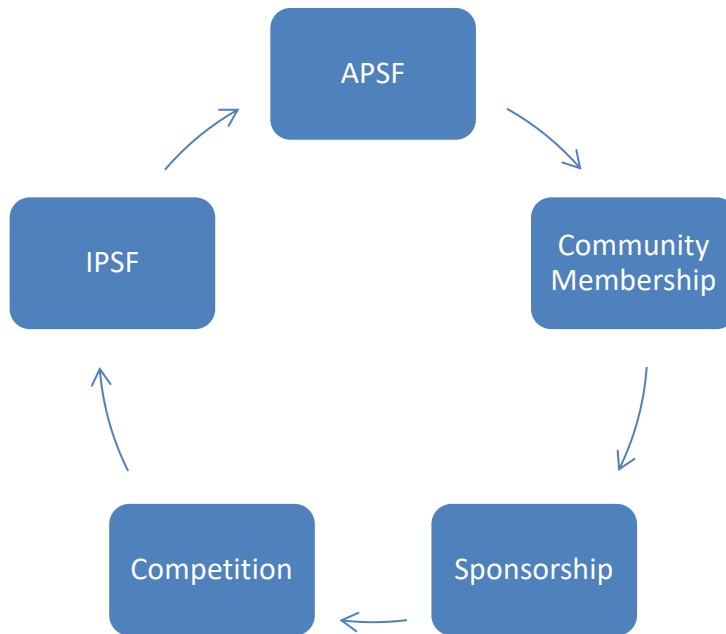 APSF
Community
Membership
Sponsorship
Competition
IPSF